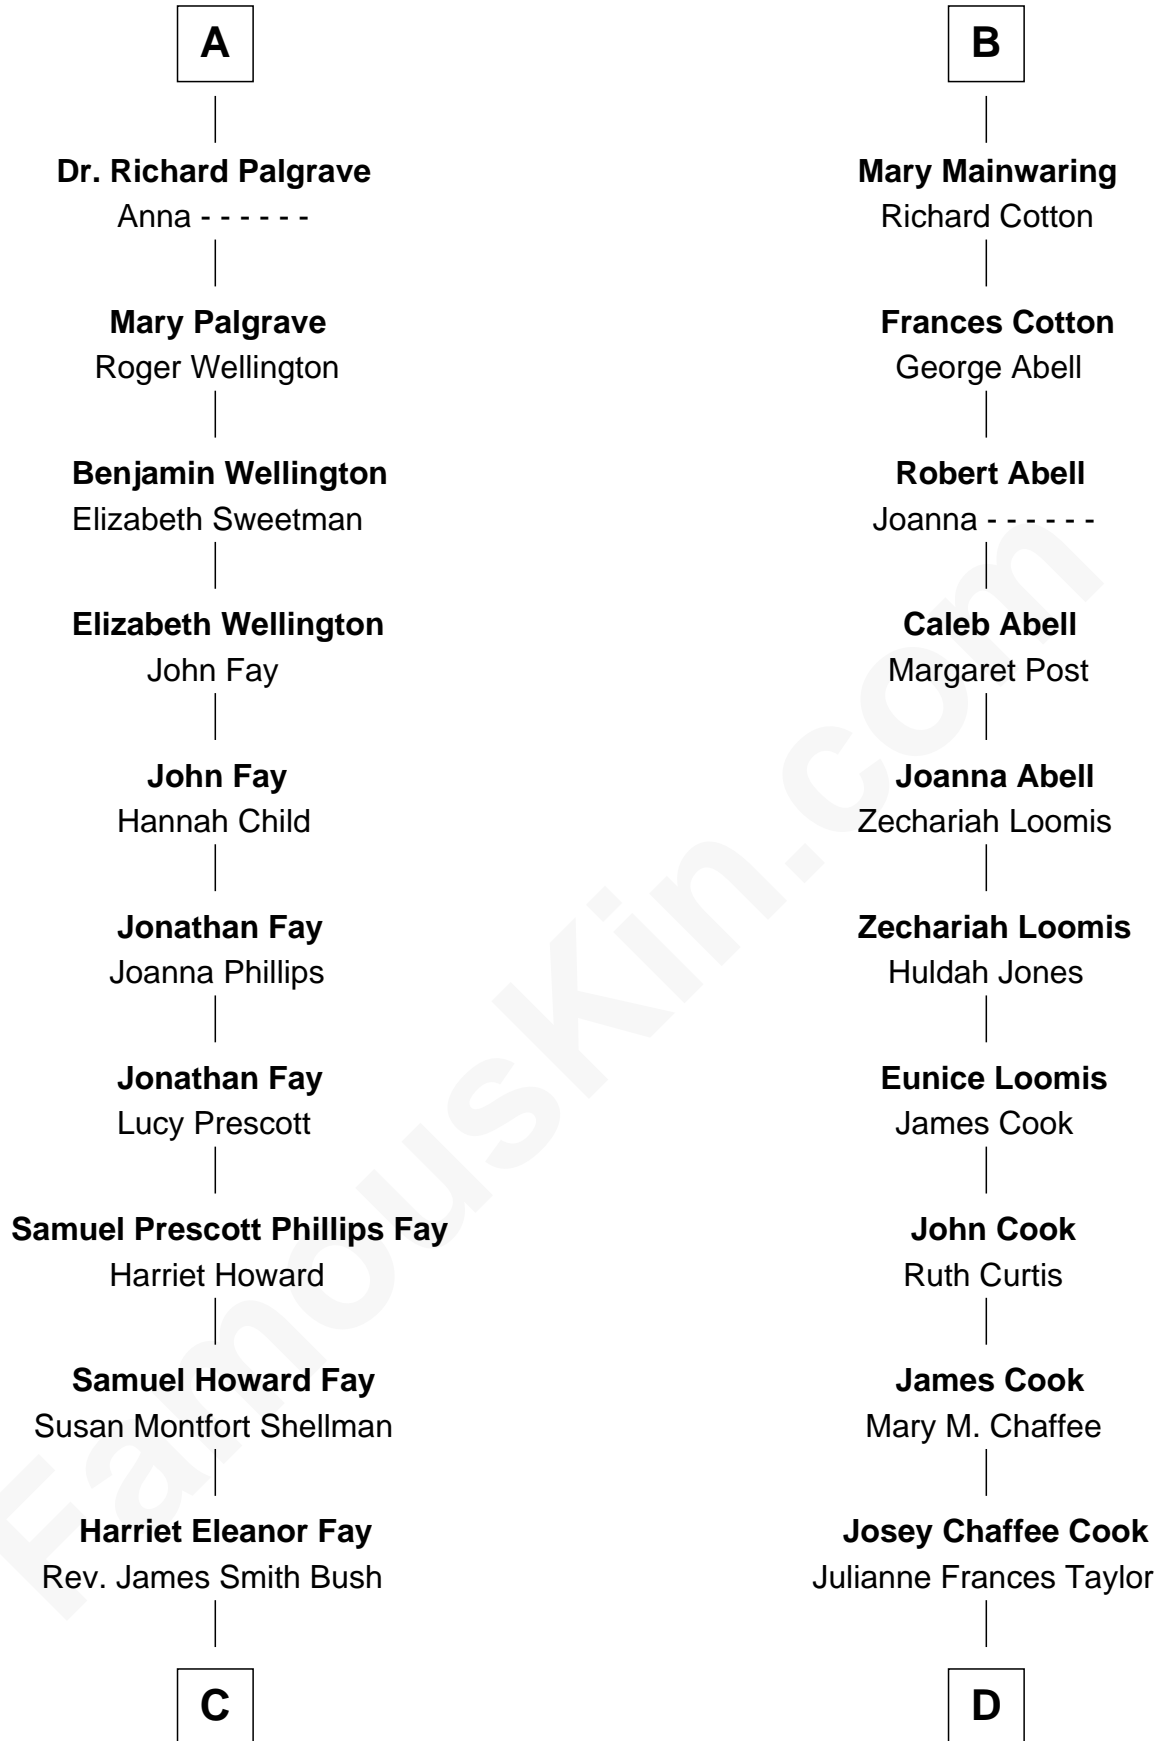 A
Dr. Richard Palgrave
Anna - - - - - -
Mary Palgrave
Roger Wellington
Benjamin Wellington
Elizabeth Sweetman
Elizabeth Wellington
John Fay
John Fay
Hannah Child
Jonathan Fay
Joanna Phillips
Jonathan Fay
Lucy Prescott
Samuel Prescott Phillips Fay
Harriet Howard
Samuel Howard Fay
Susan Montfort Shellman
Harriet Eleanor Fay
Rev. James Smith Bush
C
B
Mary Mainwaring
Richard Cotton
Frances Cotton
George Abell
Robert Abell
Joanna - - - - - -
Caleb Abell
Margaret Post
Joanna Abell
Zechariah Loomis
Zechariah Loomis
Huldah Jones
Eunice Loomis
James Cook
John Cook
Ruth Curtis
James Cook
Mary M. Chaffee
Josey Chaffee Cook
Julianne Frances Taylor
D
FamousKin.com